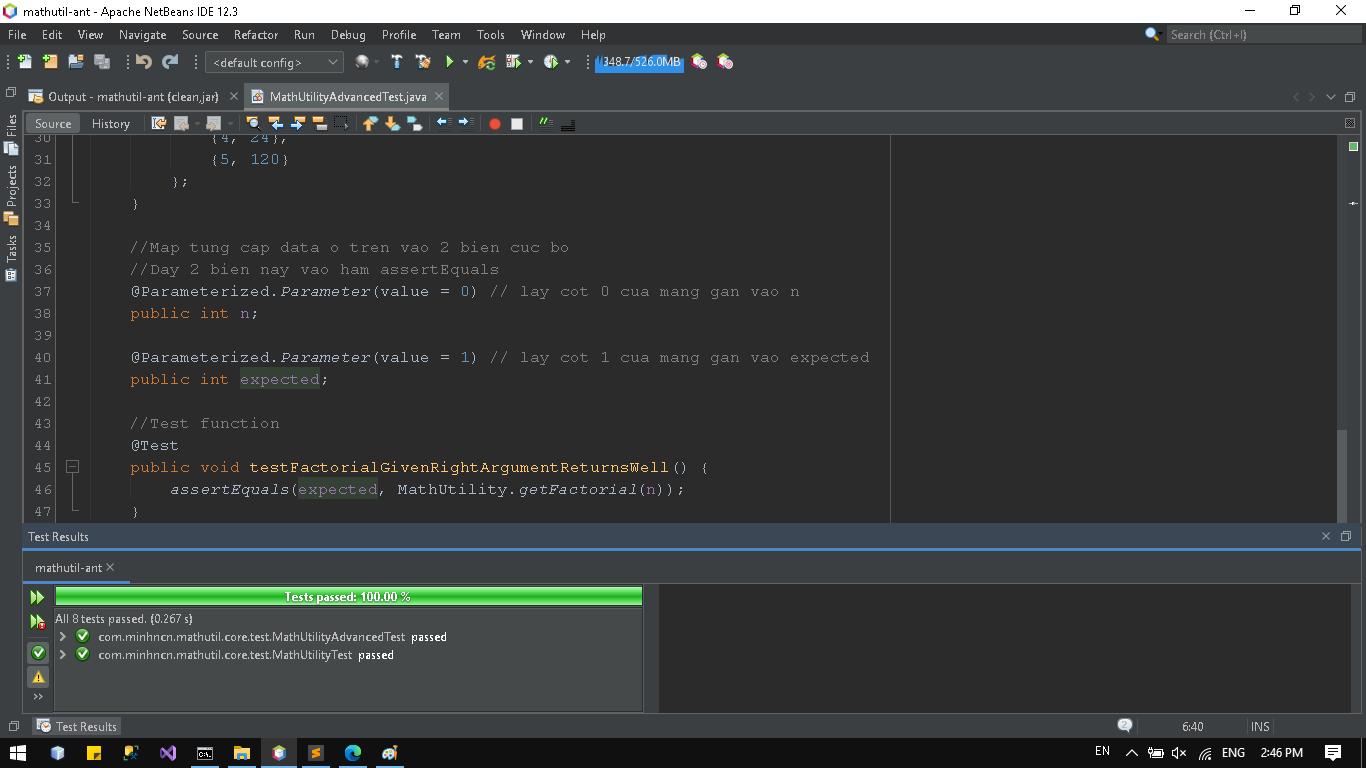 mathutil-ant - Apache NetBeans IDE 12.3
File Edit View Navigate Source Refactor Run Debug Profile Team Tools Window Help
Search (Ctrl+I)
<default config>
348.7/526.0MB
Output - mathutil-ant (clean,jar)
MathUtilityAdvancedTest.java
Source History
Files
Projects
Tasks
30 {4, 24},
31 {5, 120}
32 };
33 }
34
35 //Map tung cap data o tren vao 2 bien cuc bo
36 //Day 2 bien nay vao ham assertEquals
37 @Parameterized.Parameter(value = 0) // lay cot 0 cua mang gan vao n
38 public int n;
39
40 @Parameterized.Parameter(value = 1) // lay cot 1 cua mang gan vao expected
41 public int expected;
42
43 //Test function
44 @Test
45 public void testFactorialGivenRightArgumentReturnsWell() {
46 assertEquals(expected, MathUtility.getFactorial(n));
47 }
Test Results
mathutil-ant
Tests passed: 100.00 %
All 8 tests passed. (0.267 s)
com.minhncn.mathutil.core.test.MathUtilityAdvancedTest passed
com.minhncn.mathutil.core.test.MathUtilityTest passed
Test Results
6:40 INS
EN ENG 2:46 PM